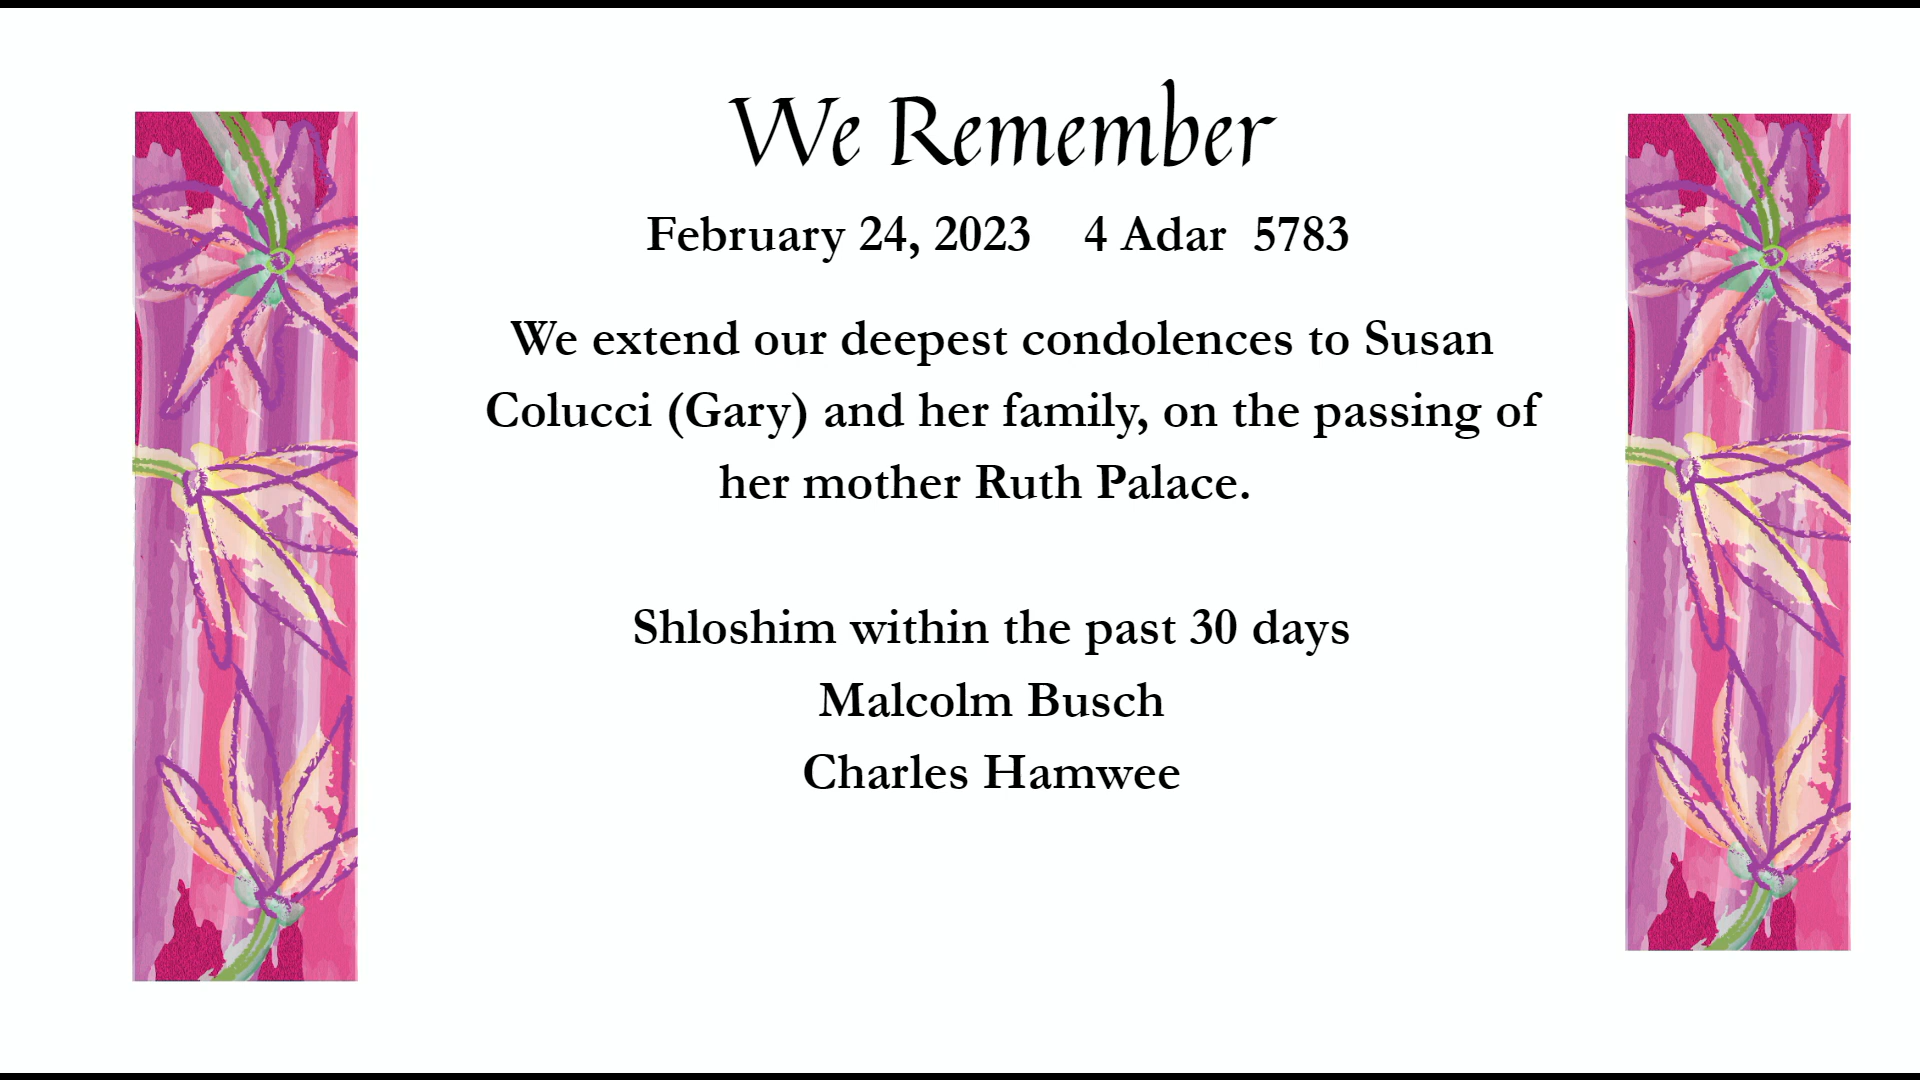 We Remember
February 24, 2023 4 Adar 5783
We extend our deepest condolences to Susan
Colucci (Gary) and her family, on the passing of
her mother Ruth Palace.
Shloshim within the past 30 days
Malcolm Busch
Charles Hamwee